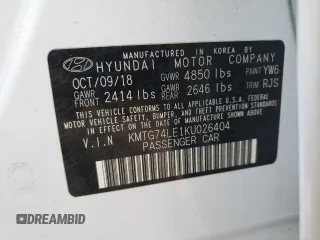 MANUFACTURED IN KOREA BY
HYUNDAI MOTOR COMPANY
OCT/09/18 GVWR 4850 lbs PAINT YW6
GAWR FRONT 2414 lbs GAWR REAR 2646 lbs TRIM RJS
THIS VEHICLE CONFORMS TO ALL APPLICABLE U.S. FEDERAL MOTOR VEHICLE
SAFETY, BUMPER, AND THEFT PREVENTION STANDARDS
IN EFFECT ON THE DATE OF MANUFACTURE SHOWN ABOVE.
V.I.N KMTG74LE1KU026404
PASSENGER CAR
STAT.BID